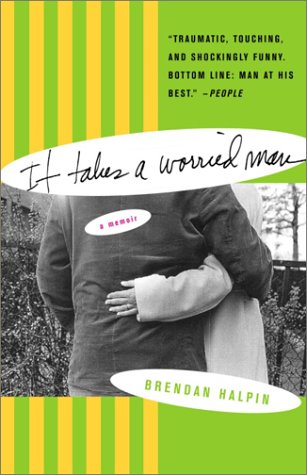 "TRAUMATIC, TOUCHING,
AND SHOCKINGLY FUNNY.
BOTTOM LINE: MAN AT HIS
BEST." –PEOPLE
It takes a worried man
a memoir
BRENDAN HALPIN